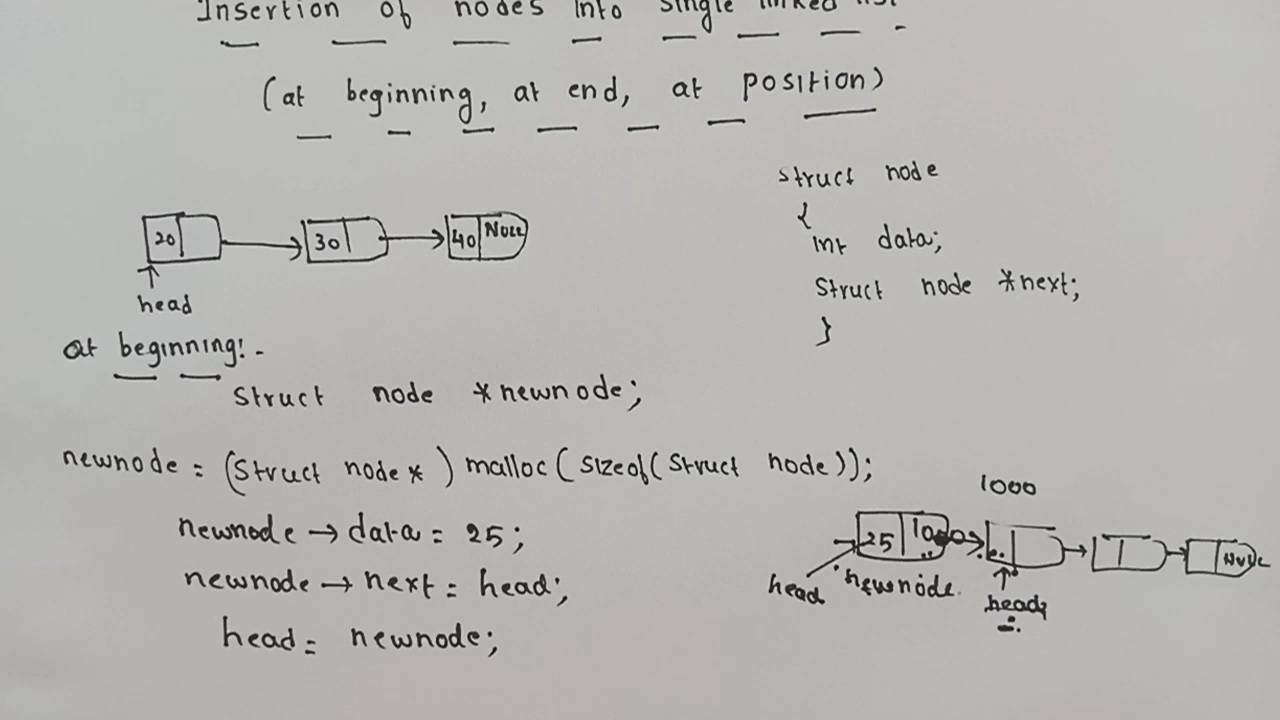 Insertion of nodes into single linked list.
(at beginning, at end, at position)
struct node
{
int data;
struct node *next;
}
20 30 40 NULL
head
at beginning:-
struct node *newnode;
newnode = (struct node *) malloc(sizeof(struct node));
newnode → data = 25;
newnode → next = head;
head = newnode;
1000
25 1000 NULL
head newnode. head